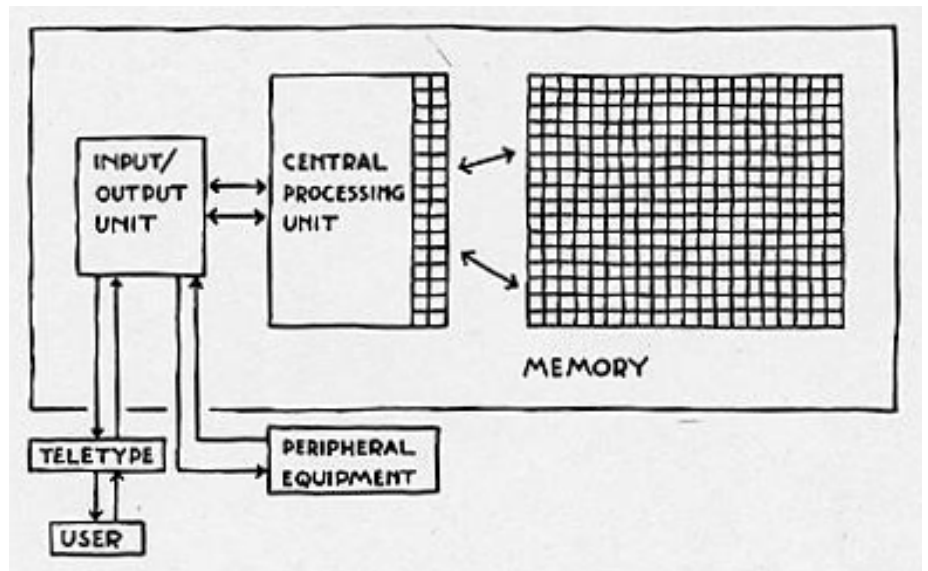 INPUT/
OUTPUT
UNIT
CENTRAL
PROCESSING
UNIT
MEMORY
TELETYPE
PERIPHERAL
EQUIPMENT
USER